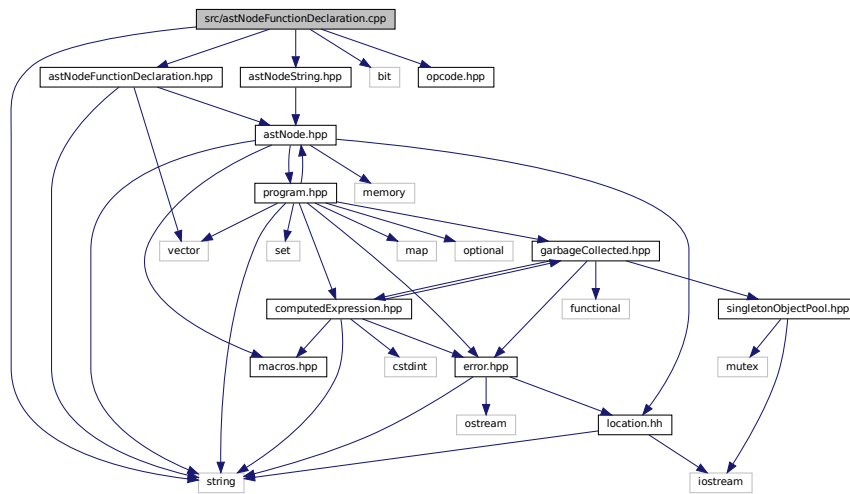 src/astNodeFunctionDeclaration.cpp
astNodeFunctionDeclaration.hpp
astNodeString.hpp
bit
opcode.hpp
astNode.hpp
program.hpp
memory
vector
set
map
optional
garbageCollected.hpp
computedExpression.hpp
functional
singletonObjectPool.hpp
macros.hpp
cstdint
error.hpp
mutex
ostream
location.hh
string
iostream